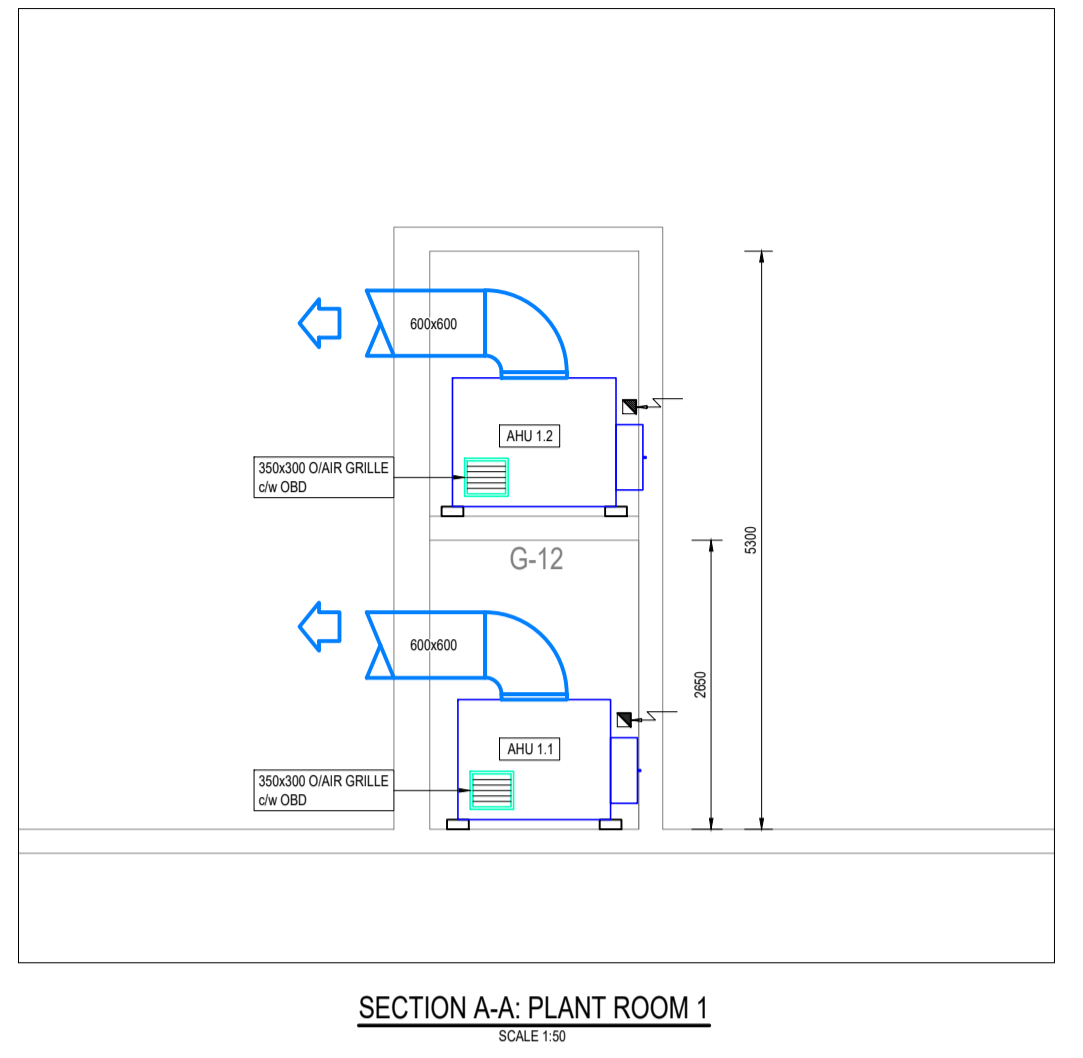 600x600
AHU 1.2
350x300 O/AIR GRILLE
c/w OBD
5300
G-12
600x600
2650
AHU 1.1
350x300 O/AIR GRILLE
c/w OBD
SECTION A-A: PLANT ROOM 1
SCALE 1:50